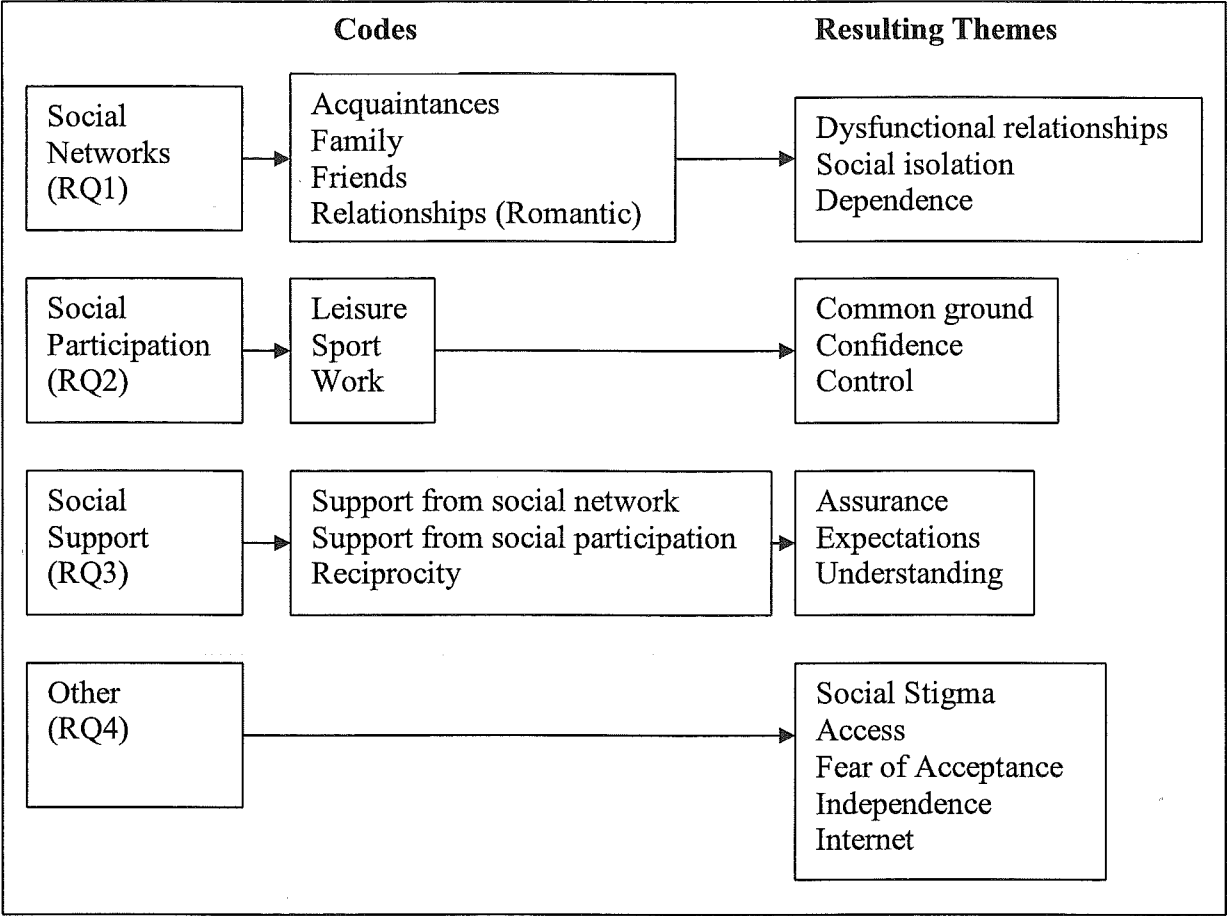 Codes
Resulting Themes
Social
Networks
(RQ1)
Acquaintances
Family
Friends
Relationships (Romantic)
Dysfunctional relationships
Social isolation
Dependence
Social
Participation
(RQ2)
Leisure
Sport
Work
Common ground
Confidence
Control
Social
Support
(RQ3)
Support from social network
Support from social participation
Reciprocity
Assurance
Expectations
Understanding
Other
(RQ4)
Social Stigma
Access
Fear of Acceptance
Independence
Internet